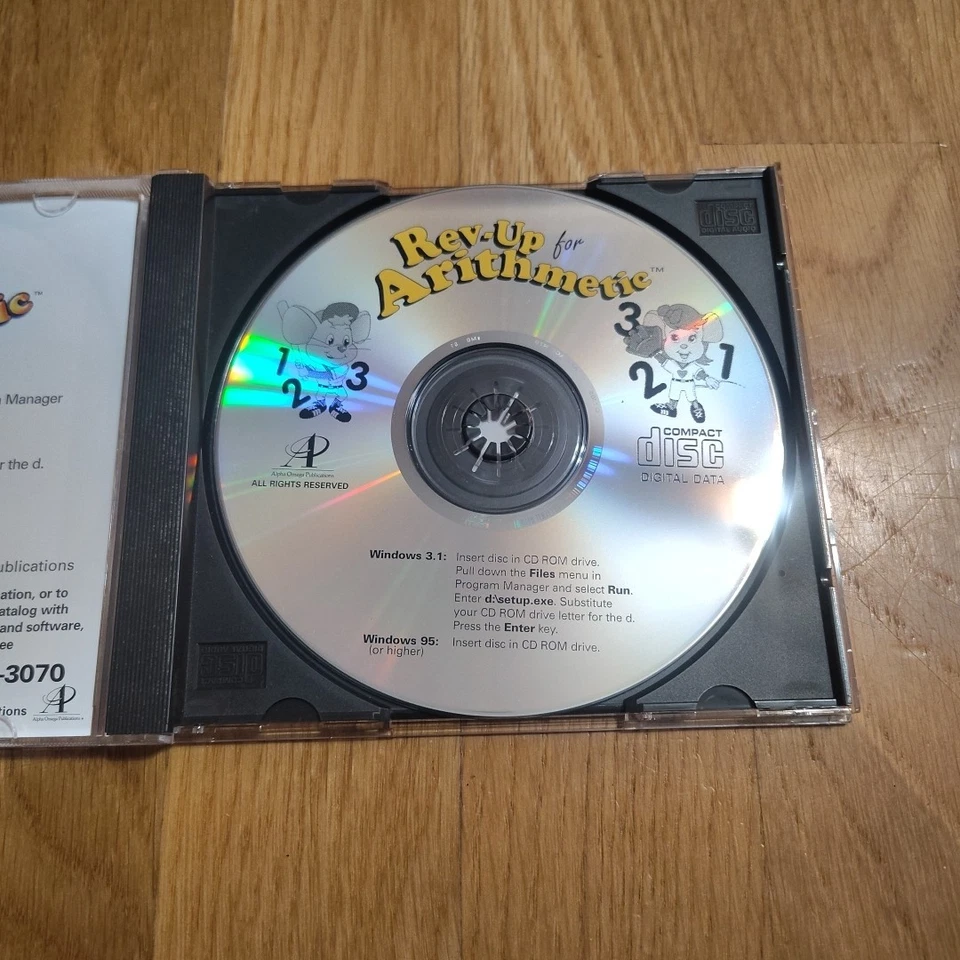 tic™
Manager
r the d.
ublications
ation, or to
atalog with
and software,
ee
-3070
tions
Alpha Omega Publications
Rev-Up for
Arithmetic™
1
2
3
3
2
1
Alpha Omega Publications
ALL RIGHTS RESERVED
COMPACT
disc
DIGITAL DATA
Windows 3.1: Insert disc in CD ROM drive.
Pull down the Files menu in
Program Manager and select Run.
Enter d:\setup.exe. Substitute
your CD ROM drive letter for the d.
Press the Enter key.
Windows 95: Insert disc in CD ROM drive.
(or higher)
disc